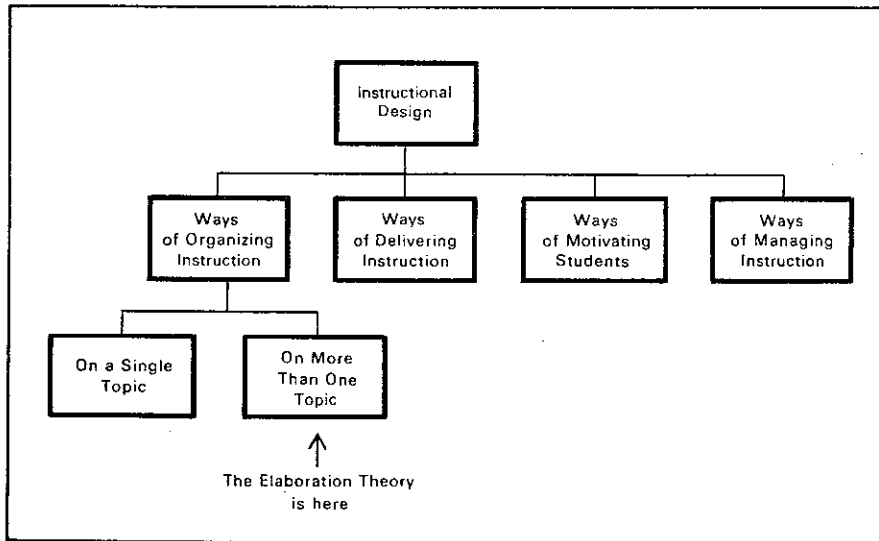 Instructional
Design
Ways
of Organizing
Instruction
Ways
of Delivering
Instruction
Ways
of Motivating
Students
Ways
of Managing
Instruction
On a Single
Topic
On More
Than One
Topic
The Elaboration Theory
is here